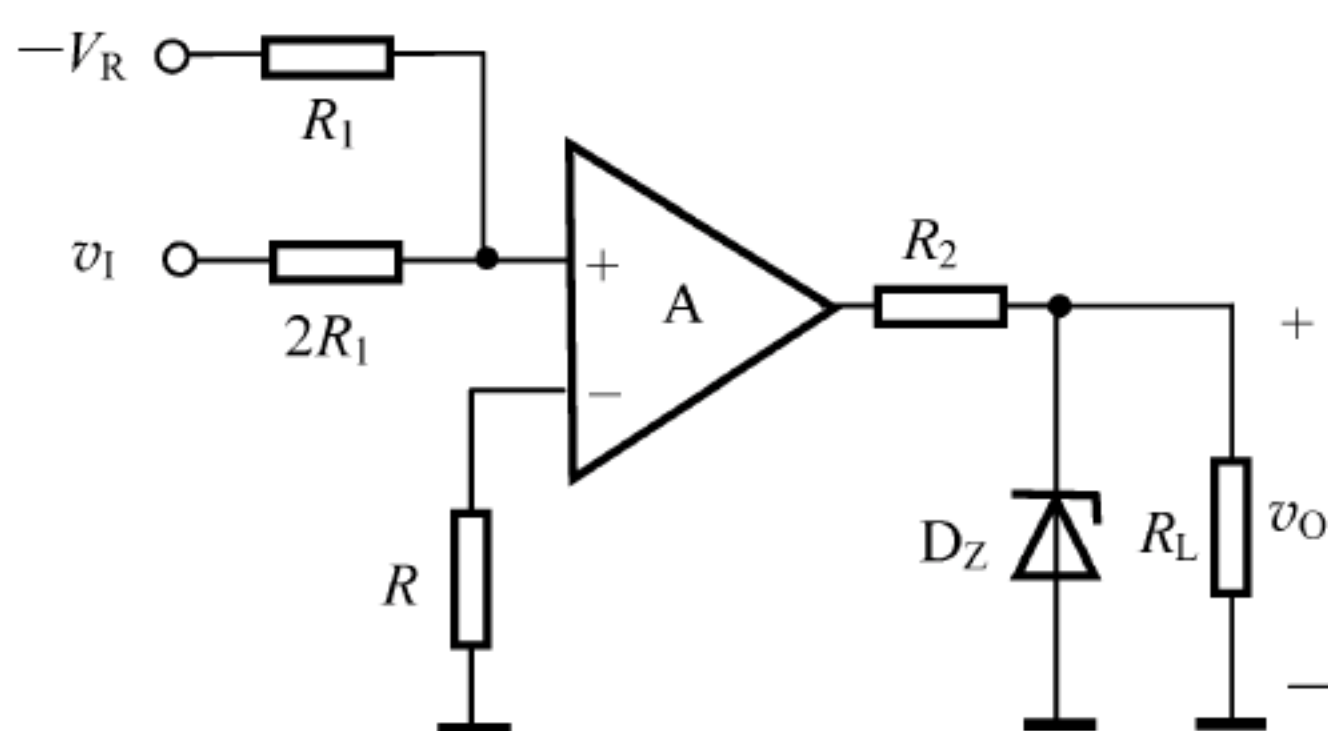 −V_R
R_1
v_I
2R_1
+
A
−
R
R_2
D_Z
R_L
+
v_O
−